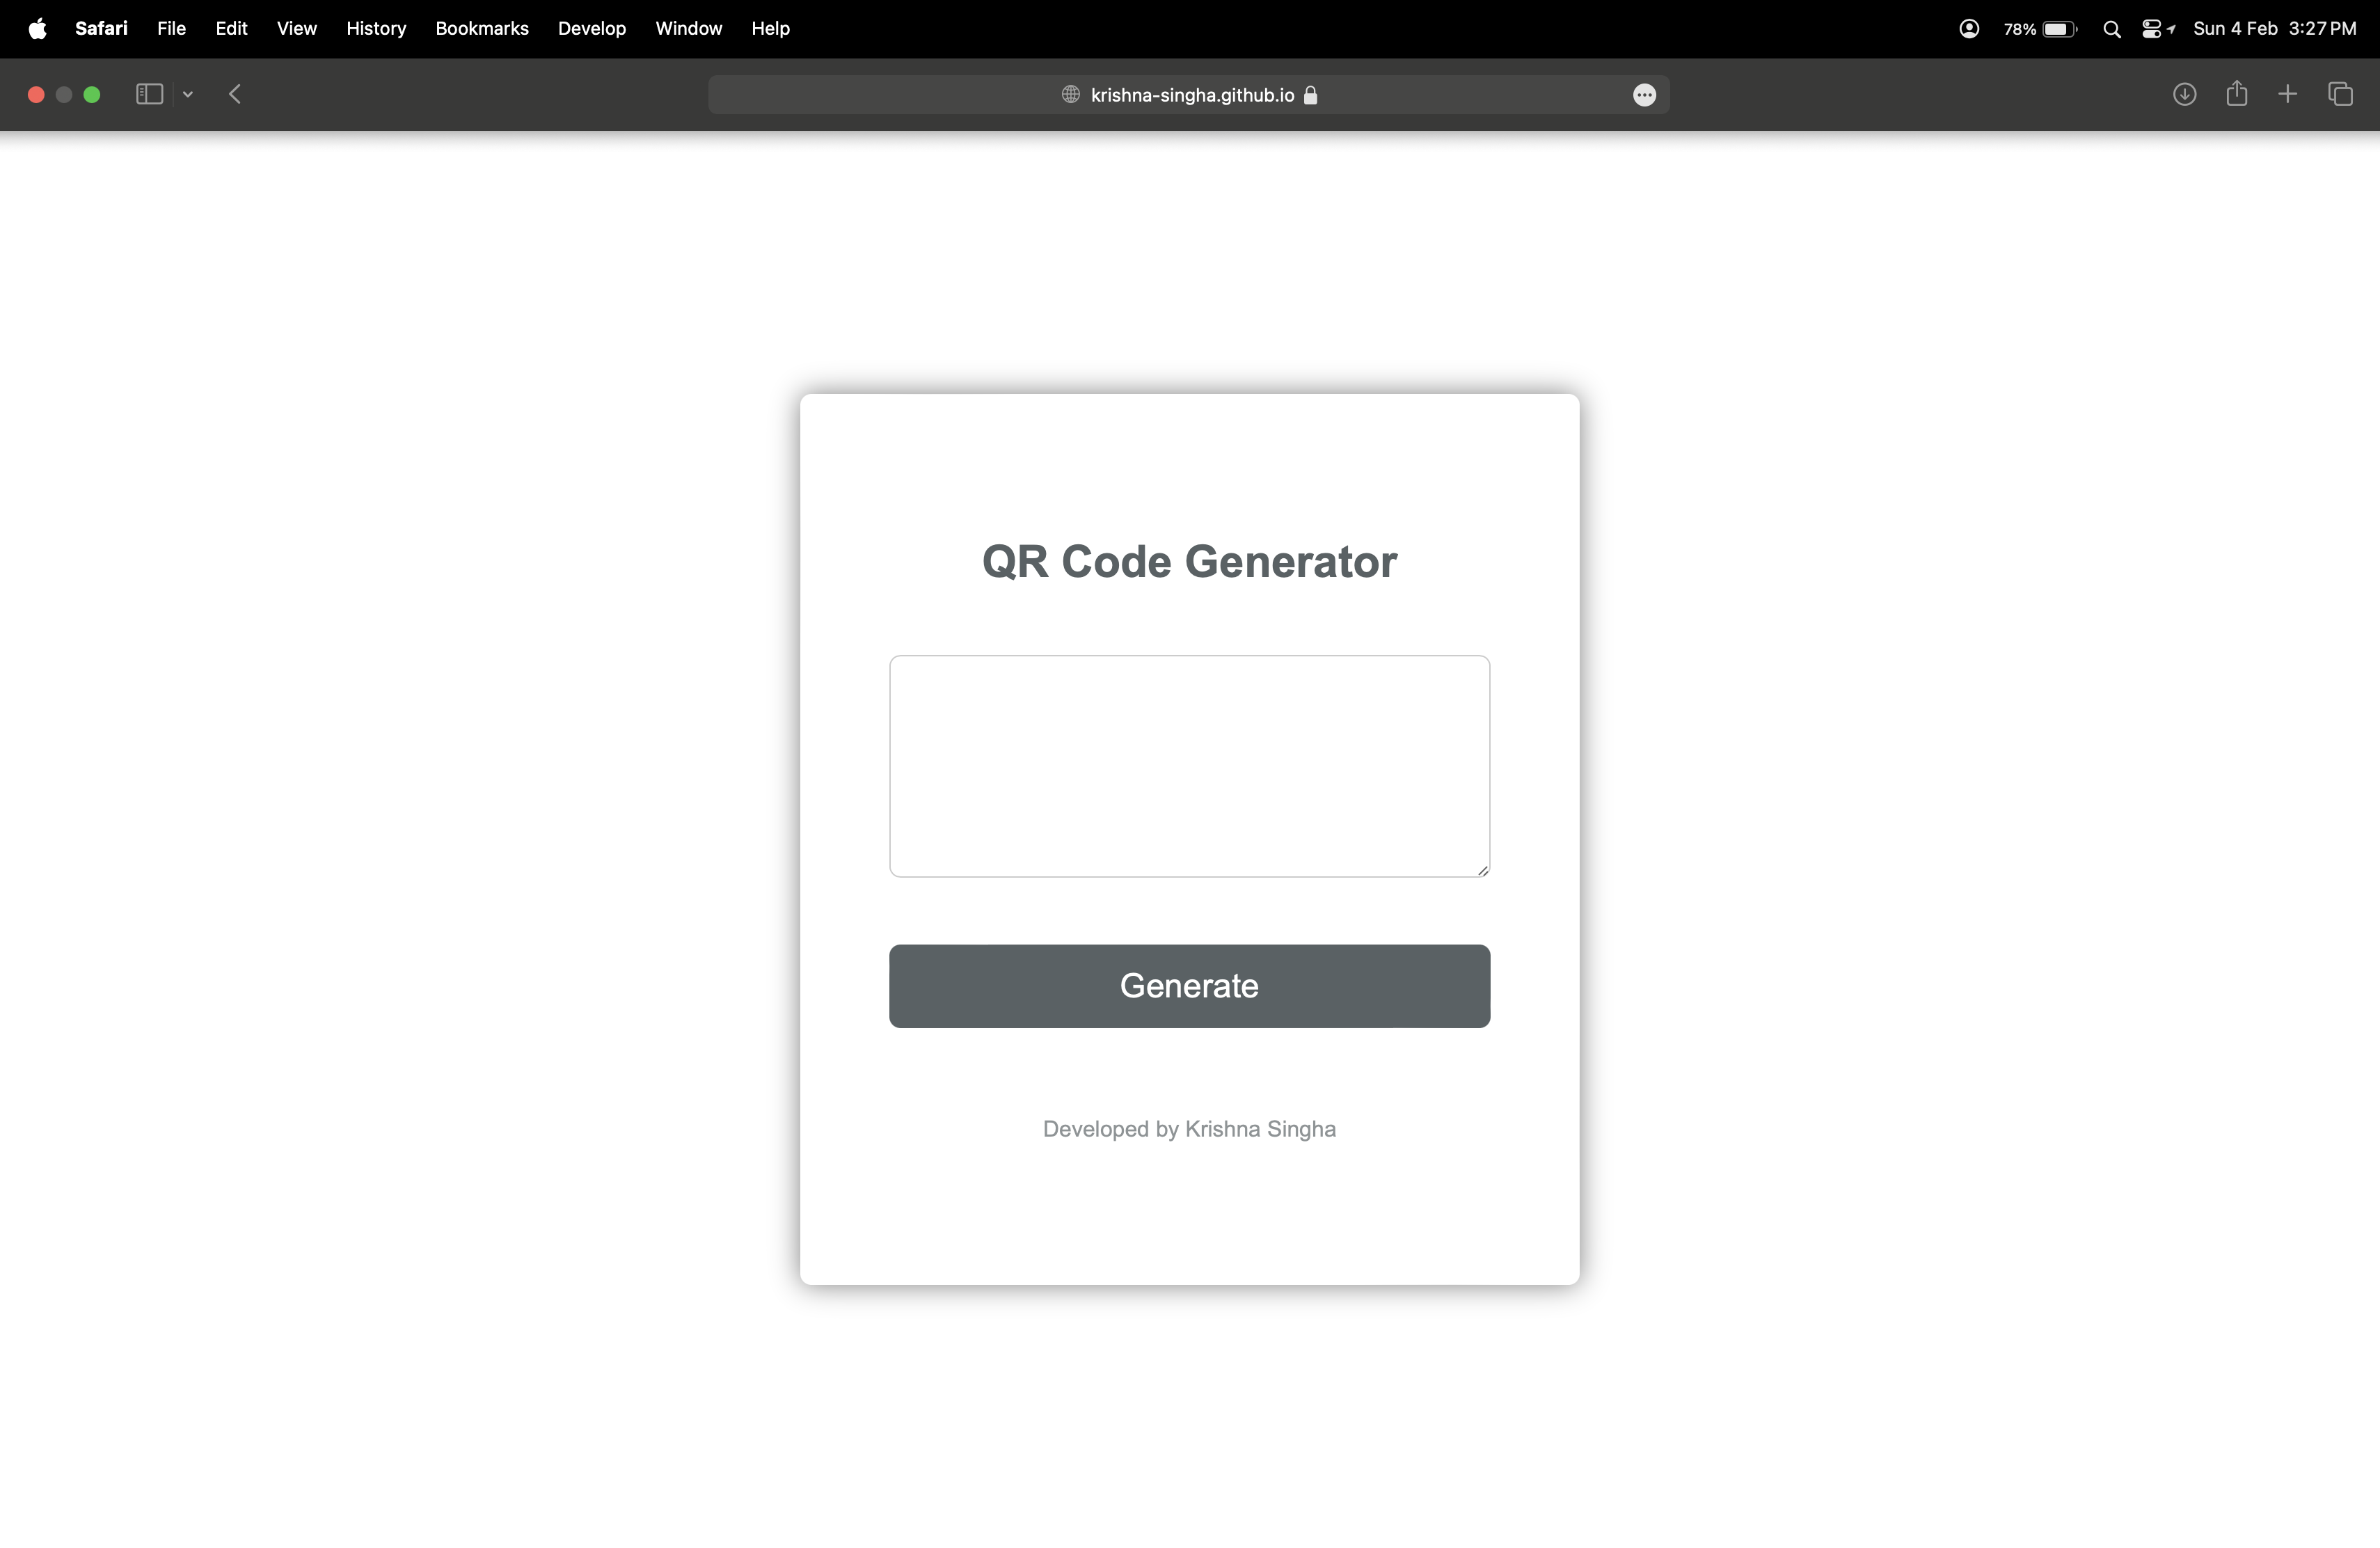 Safari File Edit View History Bookmarks Develop Window Help 78% Sun 4 Feb 3:27 PM
krishna-singha.github.io
QR Code Generator
Generate
Developed by Krishna Singha